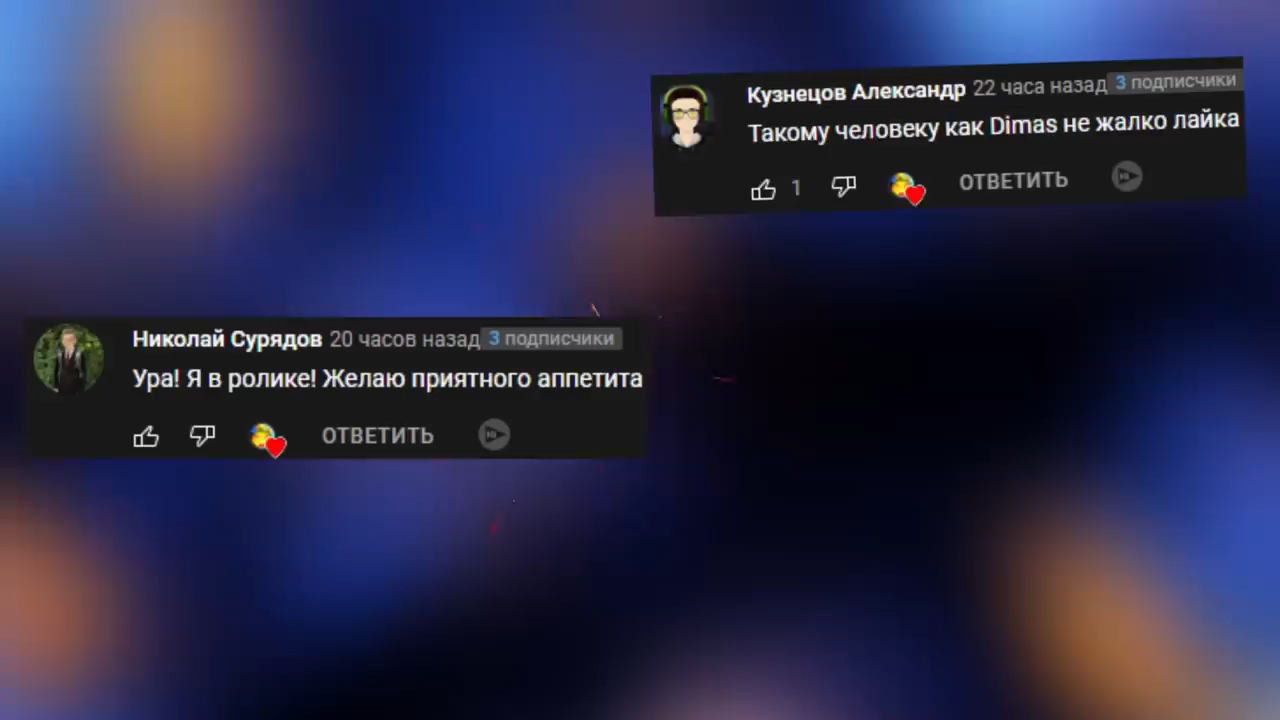 Кузнецов Александр 22 часа назад 3 подписчики
Такому человеку как Dimas не жалко лайка
1 ОТВЕТИТЬ
Николай Сурядов 20 часов назад 3 подписчики
Ура! Я в ролике! Желаю приятного аппетита
ОТВЕТИТЬ